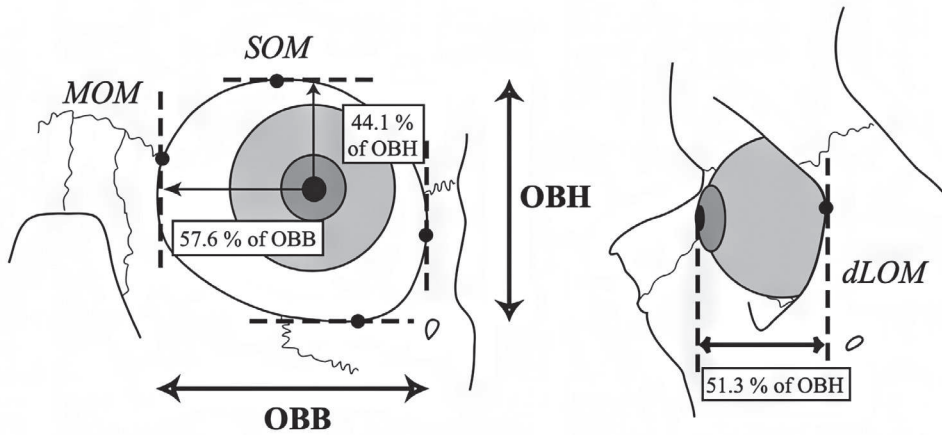 SOM
MOM
44.1 %
of OBH
OBH
57.6 % of OBB
dLOM
51.3 % of OBH
OBB